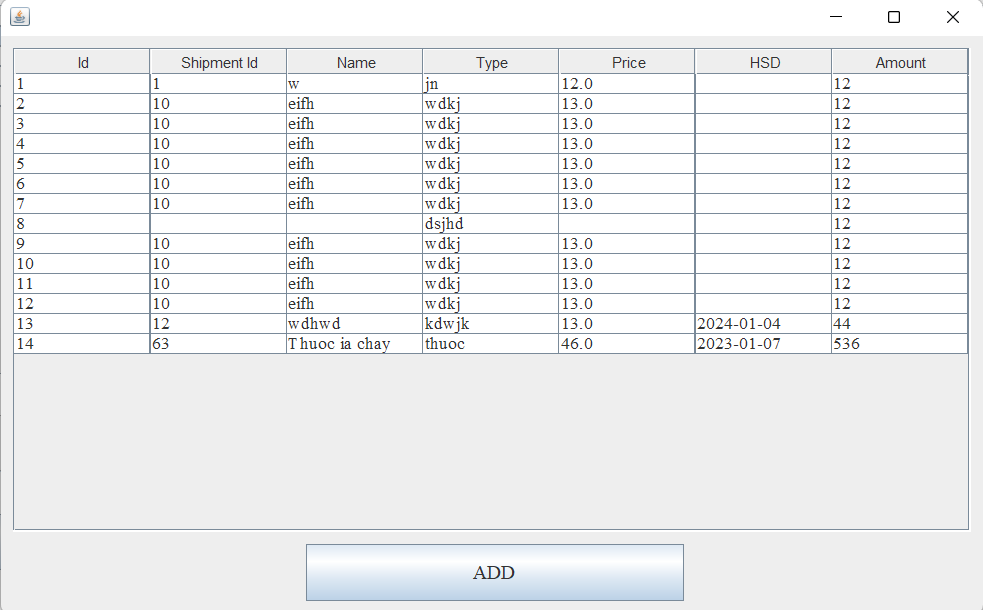 Id Shipment Id Name Type Price HSD Amount
1 1 w jn 12.0 12
2 10 eifh wdkj 13.0 12
3 10 eifh wdkj 13.0 12
4 10 eifh wdkj 13.0 12
5 10 eifh wdkj 13.0 12
6 10 eifh wdkj 13.0 12
7 10 eifh wdkj 13.0 12
8 dsjhd 12
9 10 eifh wdkj 13.0 12
10 10 eifh wdkj 13.0 12
11 10 eifh wdkj 13.0 12
12 10 eifh wdkj 13.0 12
13 12 wdhwd kdwjk 13.0 2024-01-04 44
14 63 Thuoc ia chay thuoc 46.0 2023-01-07 536
ADD